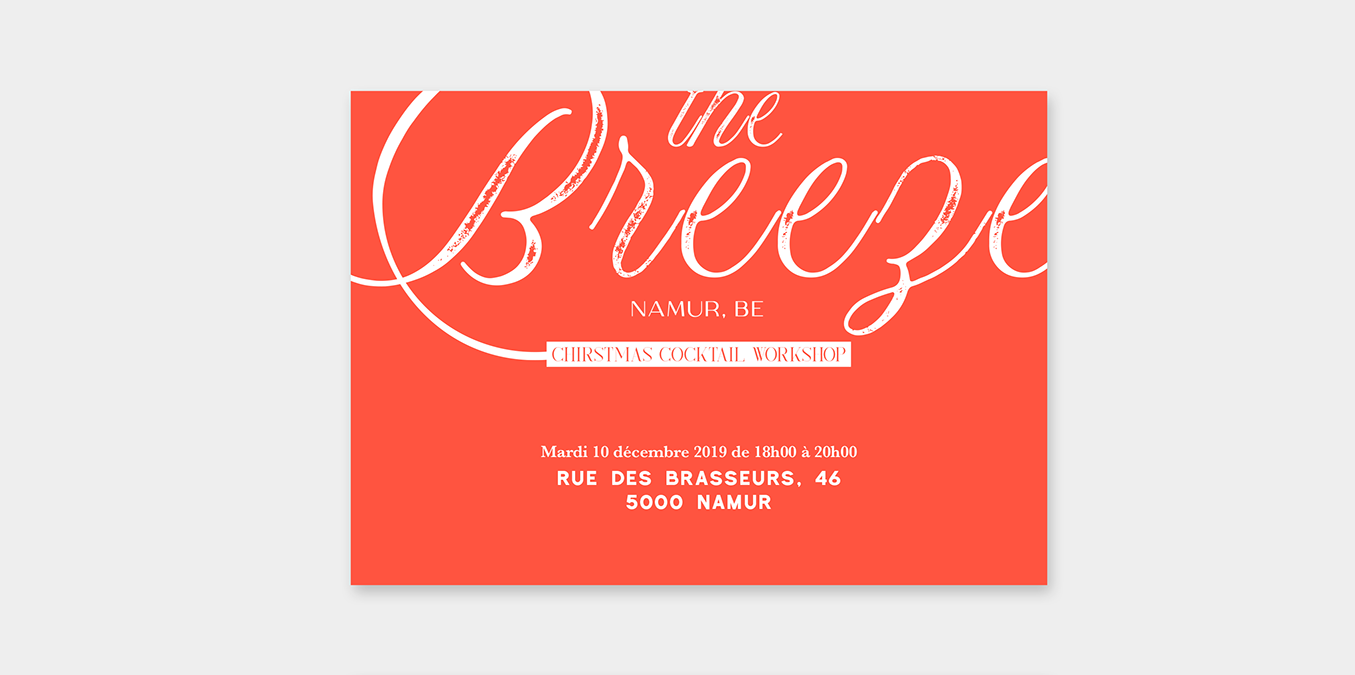 the
Breeze
NAMUR, BE
CHIRSTMAS COCKTAIL WORKSHOP
Mardi 10 décembre 2019 de 18h00 à 20h00
RUE DES BRASSEURS, 46
5000 NAMUR